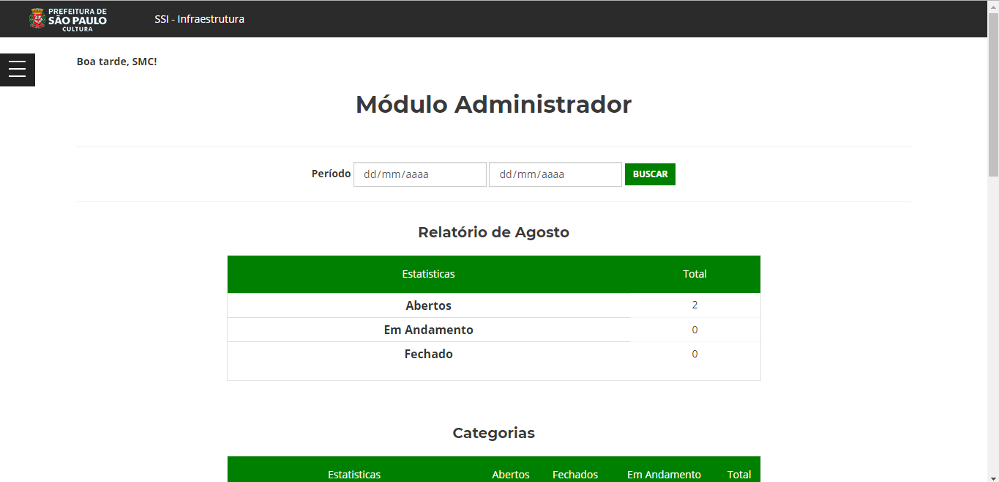 PREFEITURA DE
SÃO PAULO
CULTURA
SSI - Infraestrutura
Boa tarde, SMC!
Módulo Administrador
Período dd/mm/aaaa dd/mm/aaaa BUSCAR
Relatório de Agosto
Estatisticas Total
Abertos 2
Em Andamento 0
Fechado 0
Categorias
Estatisticas Abertos Fechados Em Andamento Total